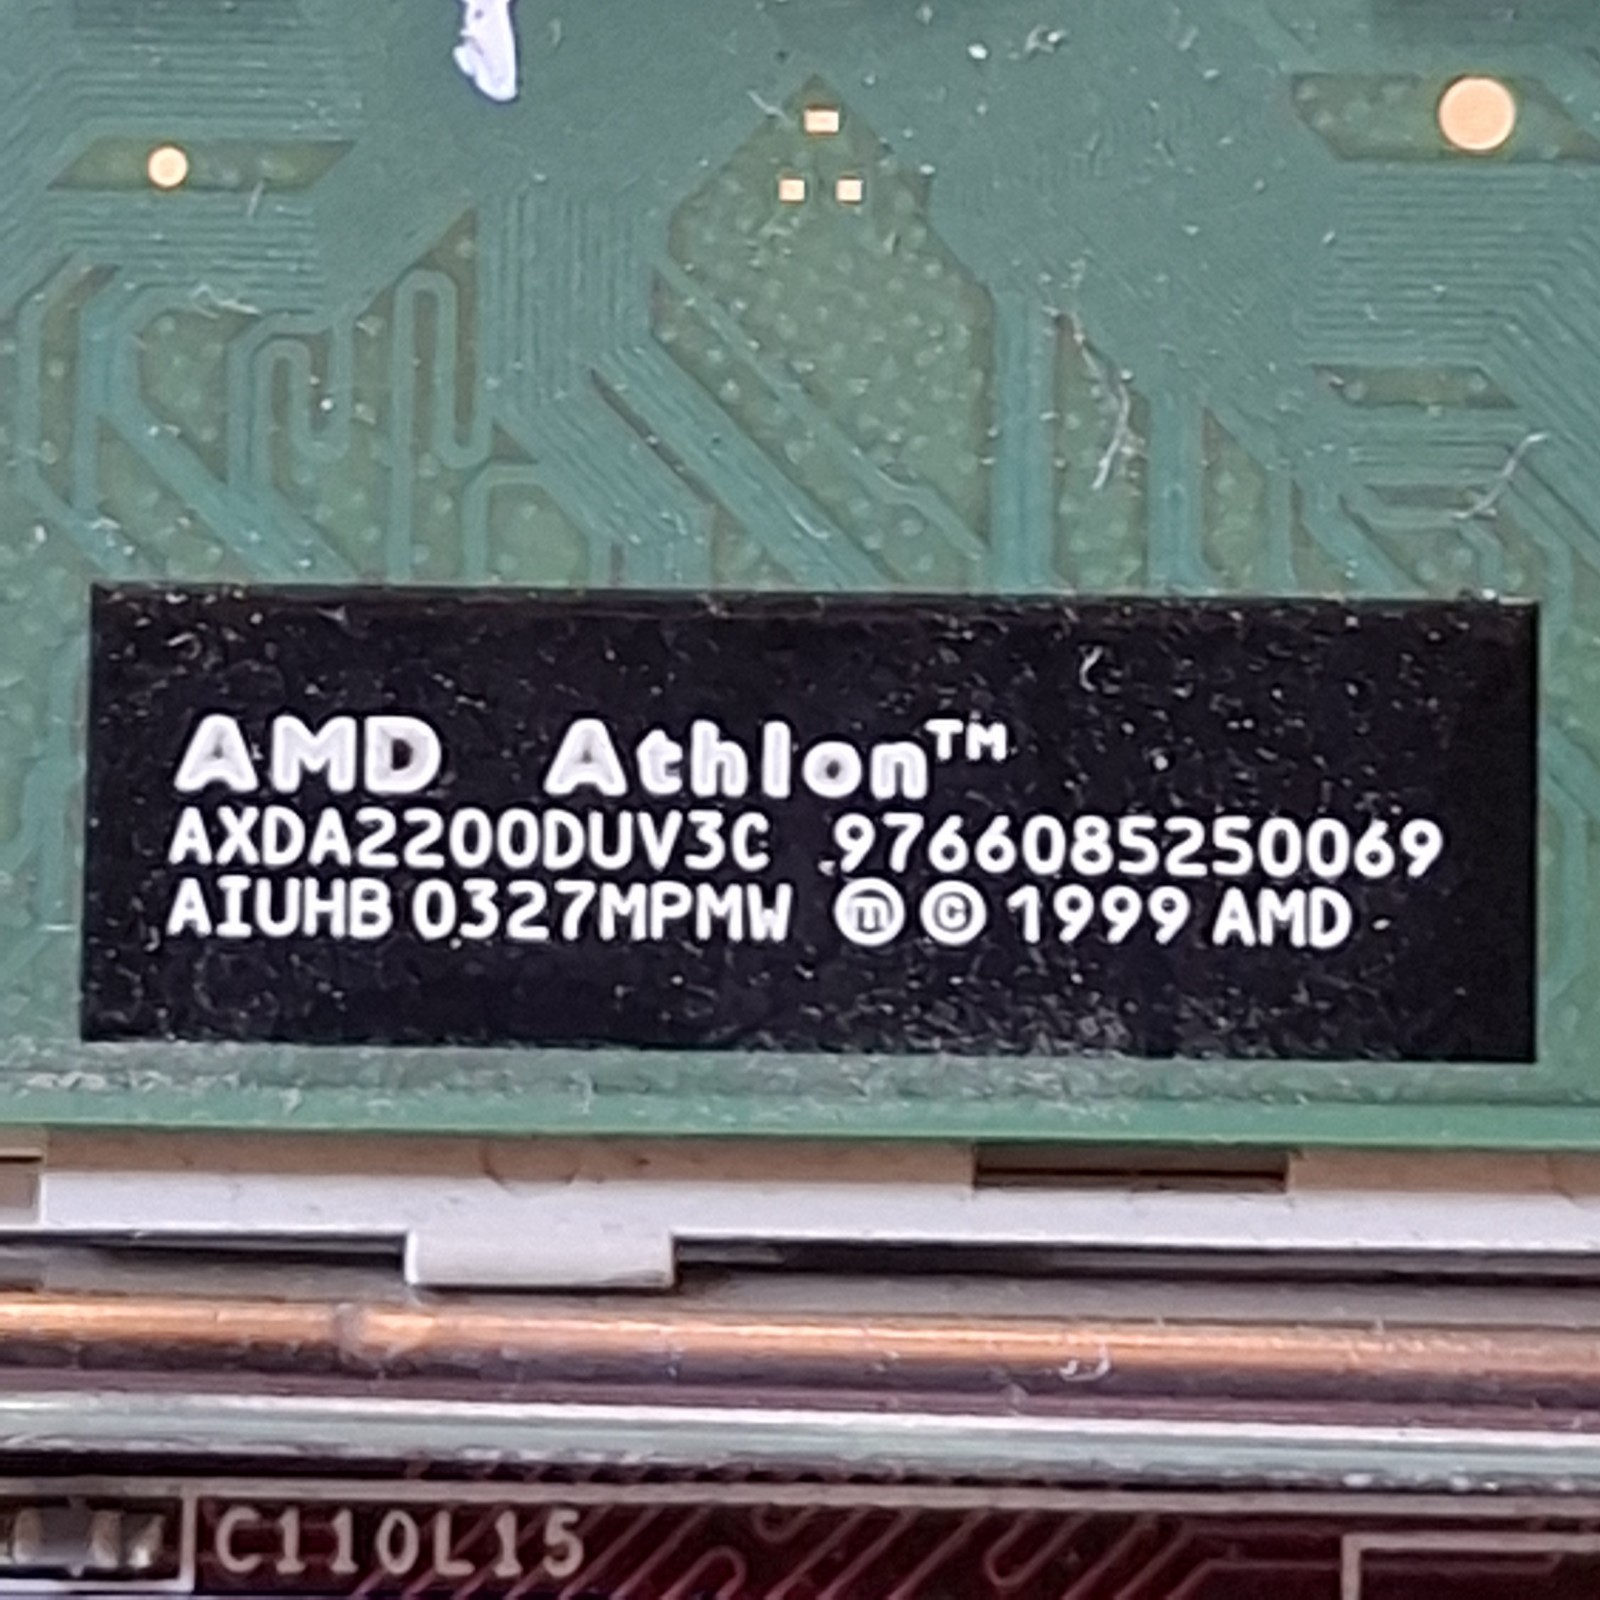 AMD Athlon™
AXDA2200DUV3C 9766085250069
AIUHB 0327MPMW ⓜ © 1999 AMD
C110L15